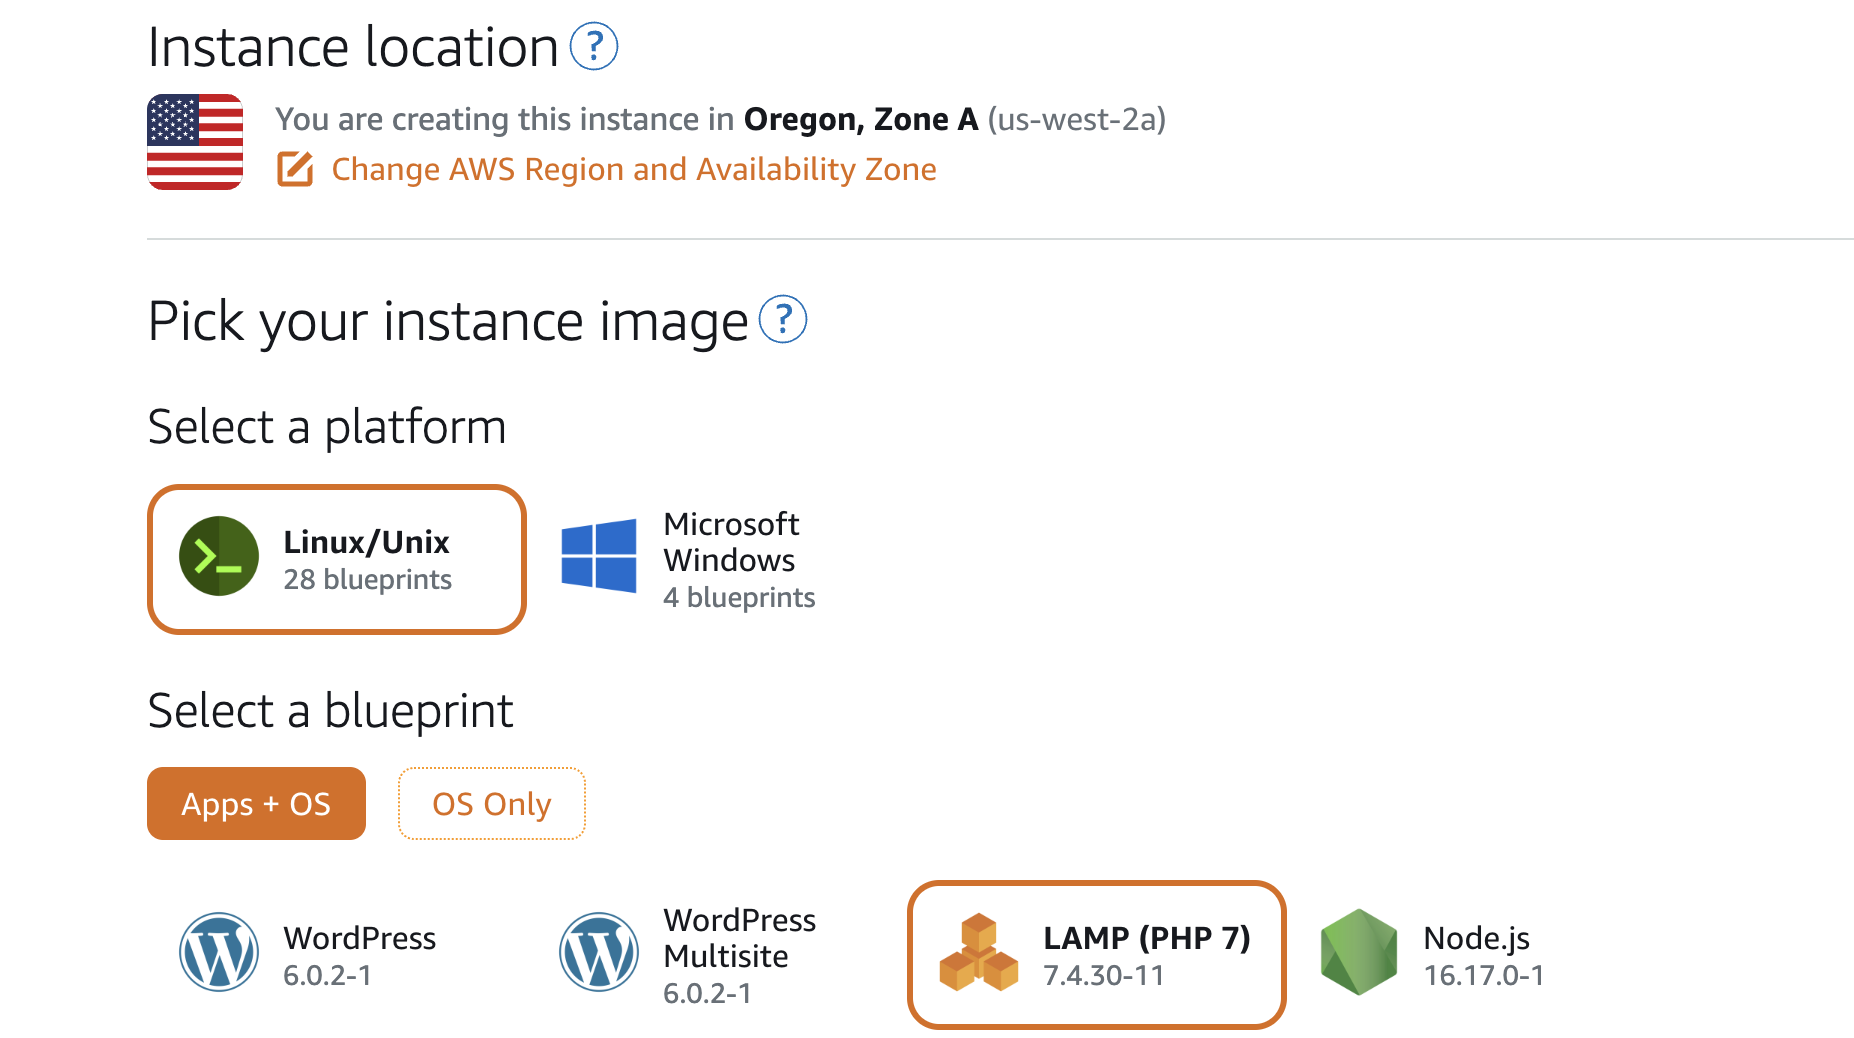 Instance location ?
You are creating this instance in Oregon, Zone A (us-west-2a)
Change AWS Region and Availability Zone
Pick your instance image ?
Select a platform
Linux/Unix
28 blueprints
Microsoft
Windows
4 blueprints
Select a blueprint
Apps + OS
OS Only
WordPress
6.0.2-1
WordPress
Multisite
6.0.2-1
LAMP (PHP 7)
7.4.30-11
Node.js
16.17.0-1